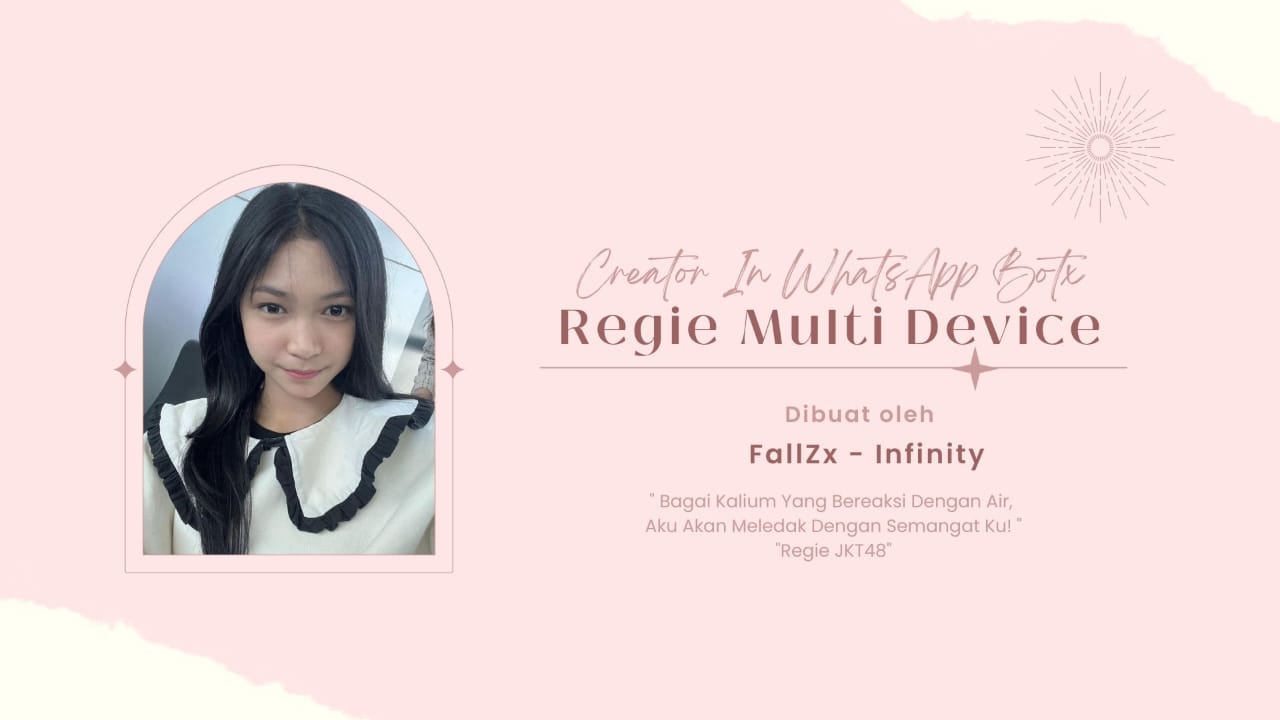 Creator In WhatsApp Botx
Regie Multi Device
Dibuat oleh
FallZx - Infinity
" Bagai Kalium Yang Bereaksi Dengan Air,
Aku Akan Meledak Dengan Semangat Ku! "
"Regie JKT48"